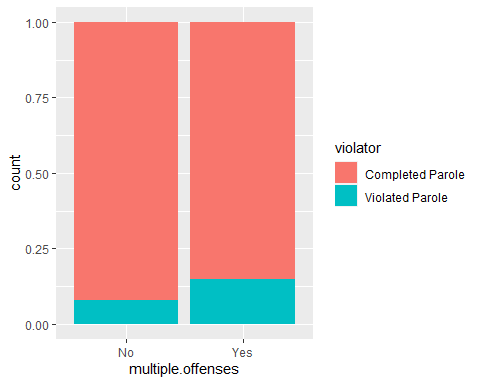 1.00
0.75
0.50
0.25
0.00
count
No Yes
multiple.offenses
violator
Completed Parole
Violated Parole